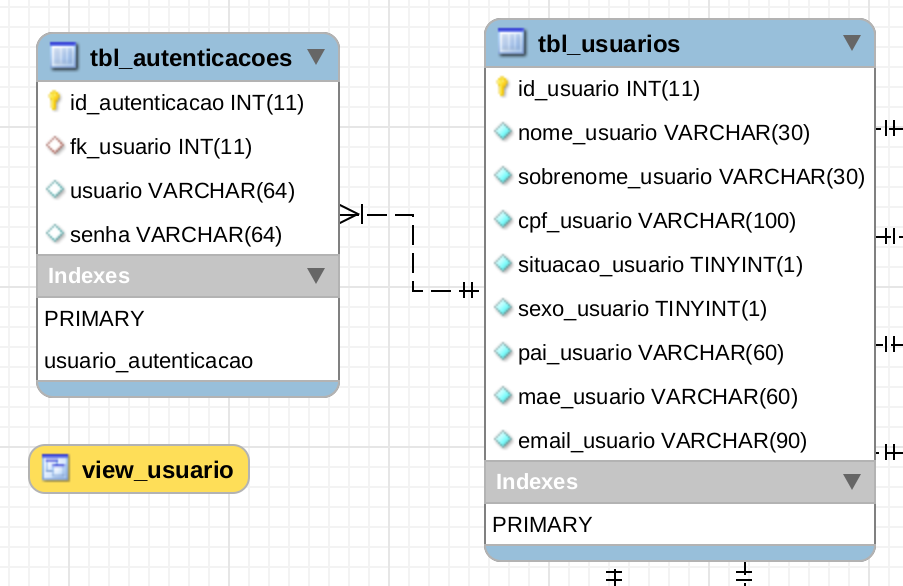 tbl_autenticacoes
id_autenticacao INT(11)
fk_usuario INT(11)
usuario VARCHAR(64)
senha VARCHAR(64)
Indexes
PRIMARY
usuario_autenticacao
view_usuario
tbl_usuarios
id_usuario INT(11)
nome_usuario VARCHAR(30)
sobrenome_usuario VARCHAR(30)
cpf_usuario VARCHAR(100)
situacao_usuario TINYINT(1)
sexo_usuario TINYINT(1)
pai_usuario VARCHAR(60)
mae_usuario VARCHAR(60)
email_usuario VARCHAR(90)
Indexes
PRIMARY